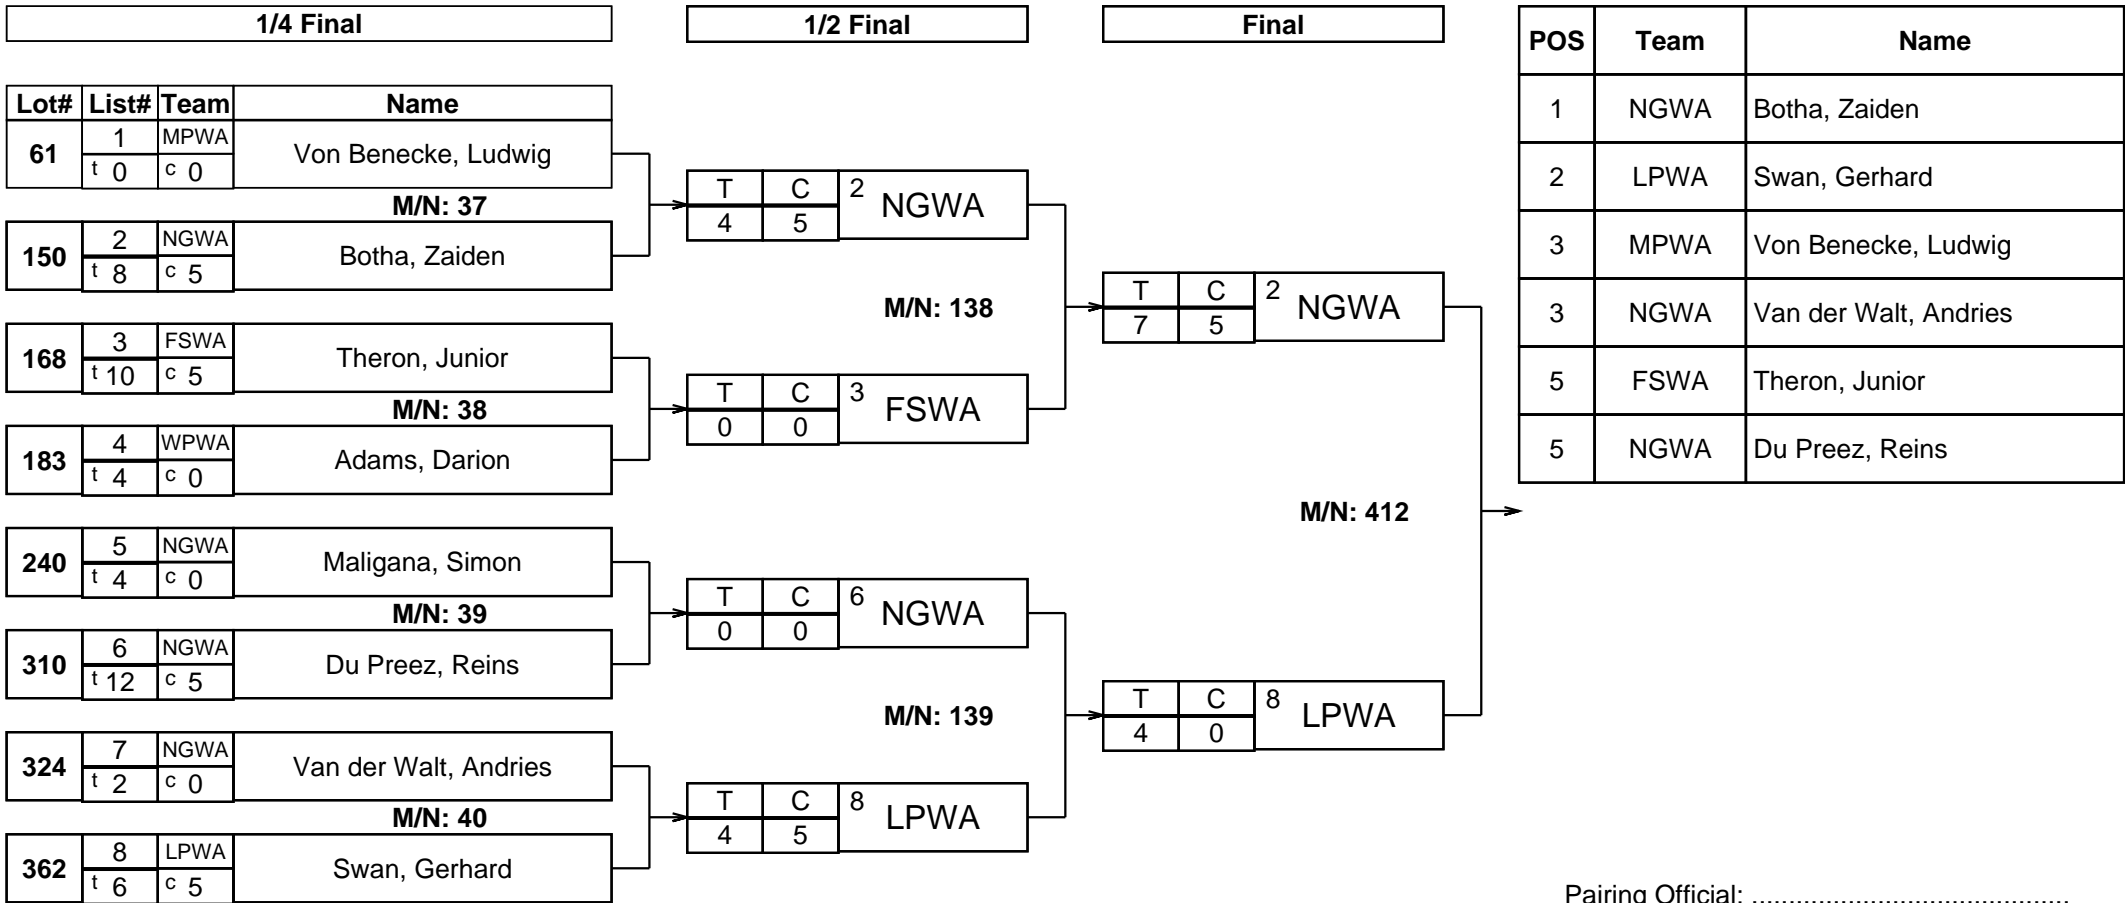 1/4 Final 1/2 Final Final
POS Team Name
1 NGWA Botha, Zaiden
2 LPWA Swan, Gerhard
3 MPWA Von Benecke, Ludwig
3 NGWA Van der Walt, Andries
5 FSWA Theron, Junior
5 NGWA Du Preez, Reins
Lot# List# Team Name
61 1 MPWA Von Benecke, Ludwig
t 0 c 0
M/N: 37
150 2 NGWA Botha, Zaiden
t 8 c 5
168 3 FSWA Theron, Junior
t 10 c 5
M/N: 38
183 4 WPWA Adams, Darion
t 4 c 0
240 5 NGWA Maligana, Simon
t 4 c 0
M/N: 39
310 6 NGWA Du Preez, Reins
t 12 c 5
324 7 NGWA Van der Walt, Andries
t 2 c 0
M/N: 40
362 8 LPWA Swan, Gerhard
t 6 c 5
T C 2 NGWA
4 5
M/N: 138
T C 3 FSWA
0 0
T C 6 NGWA
0 0
M/N: 139
T C 8 LPWA
4 5
T C 2 NGWA
7 5
M/N: 412
T C 8 LPWA
4 0
Pairing Official: ...........................................